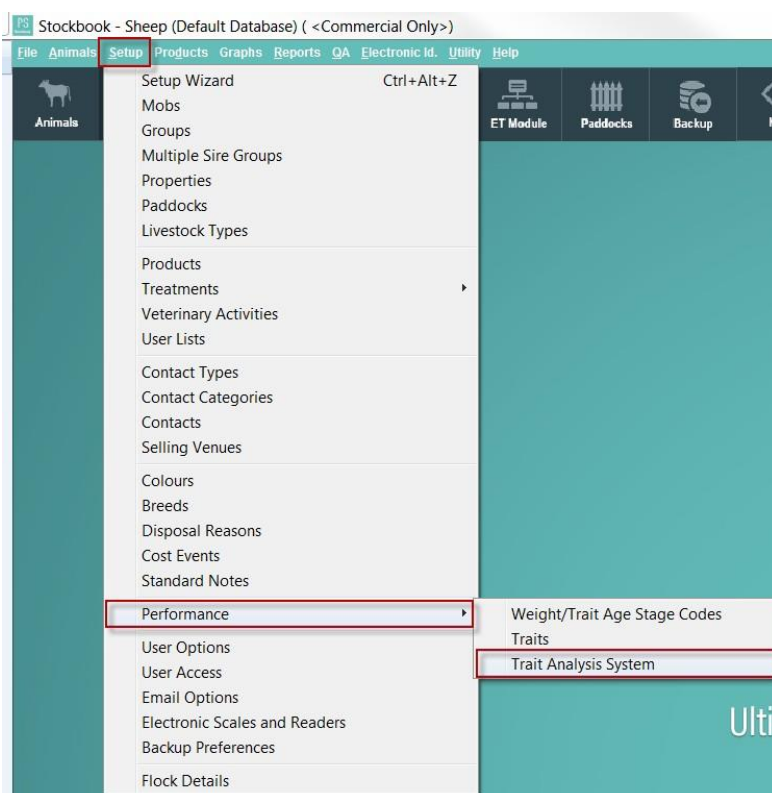 PS Stockbook - Sheep (Default Database) ( <Commercial Only>)
File Animals Setup Products Graphs Reports QA Electronic Id. Utility Help
Animals
ET Module
Paddocks
Backup
Setup Wizard Ctrl+Alt+Z
Mobs
Groups
Multiple Sire Groups
Properties
Paddocks
Livestock Types
Products
Treatments
Veterinary Activities
User Lists
Contact Types
Contact Categories
Contacts
Selling Venues
Colours
Breeds
Disposal Reasons
Cost Events
Standard Notes
Performance
Weight/Trait Age Stage Codes
Traits
Trait Analysis System
User Options
User Access
Email Options
Electronic Scales and Readers
Backup Preferences
Flock Details
Ulti